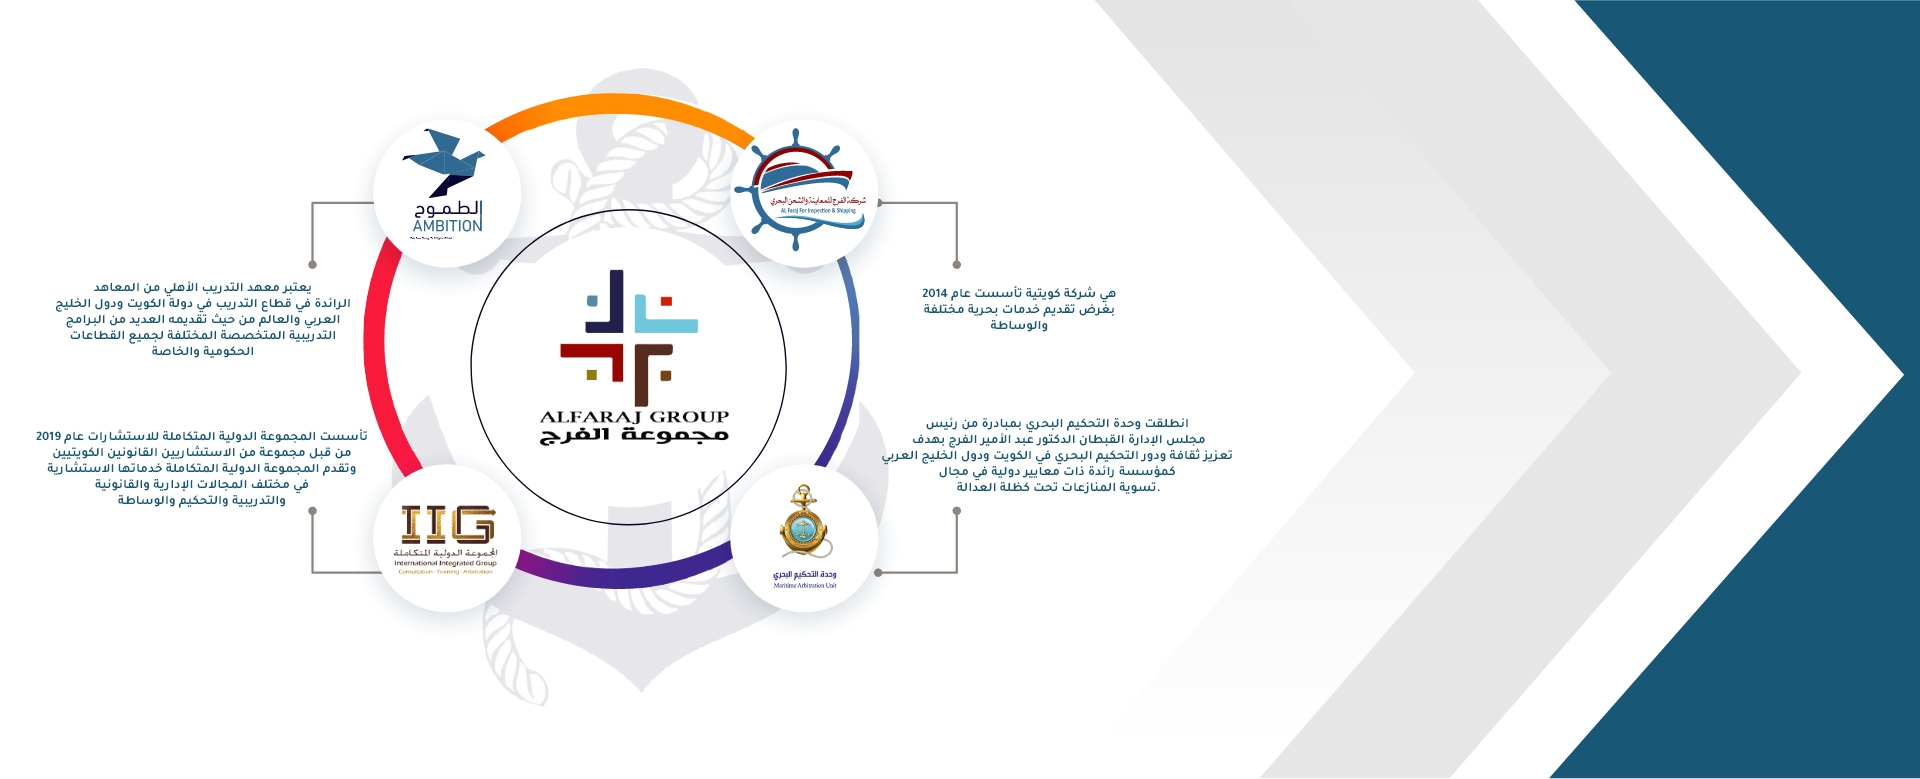 الطموح
AMBITION
شركة الفرج للمعاينة والشحن البحري
AL Faraj For Inspection & Shipping
يعتبر معهد التدريب الأهلي من المعاهد
الرائدة في قطاع التدريب في دولة الكويت ودول الخليج
العربي والعالم من حيث تقديمه العديد من البرامج
التدريبية المتخصصة المختلفة لجميع القطاعات
الحكومية والخاصة
هي شركة كويتية تأسست عام 2014
بغرض تقديم خدمات بحرية مختلفة
والوساطة
ALFARAJ GROUP
مجموعة الفرج
تأسست المجموعة الدولية المتكاملة للاستشارات عام 2019
من قبل مجموعة من الاستشاريين القانونين الكويتيين
وتقدم المجموعة الدولية المتكاملة خدماتها الاستشارية
في مختلف المجالات الإدارية والقانونية
والتدريبية والتحكيم والوساطة
انطلقت وحدة التحكيم البحري بمبادرة من رئيس
مجلس الإدارة القبطان الدكتور عبد الأمير الفرج بهدف
تعزيز ثقافة ودور التحكيم البحري في الكويت ودول الخليج العربي
كمؤسسة رائدة ذات معايير دولية في مجال
.تسوية المنازعات تحت كظلة العدالة
IIG
المجموعة الدولية المتكاملة
International Integrated Group
Consultation - Training - Arbitration
وحدة التحكيم البحري
Maritime Arbitration Unit